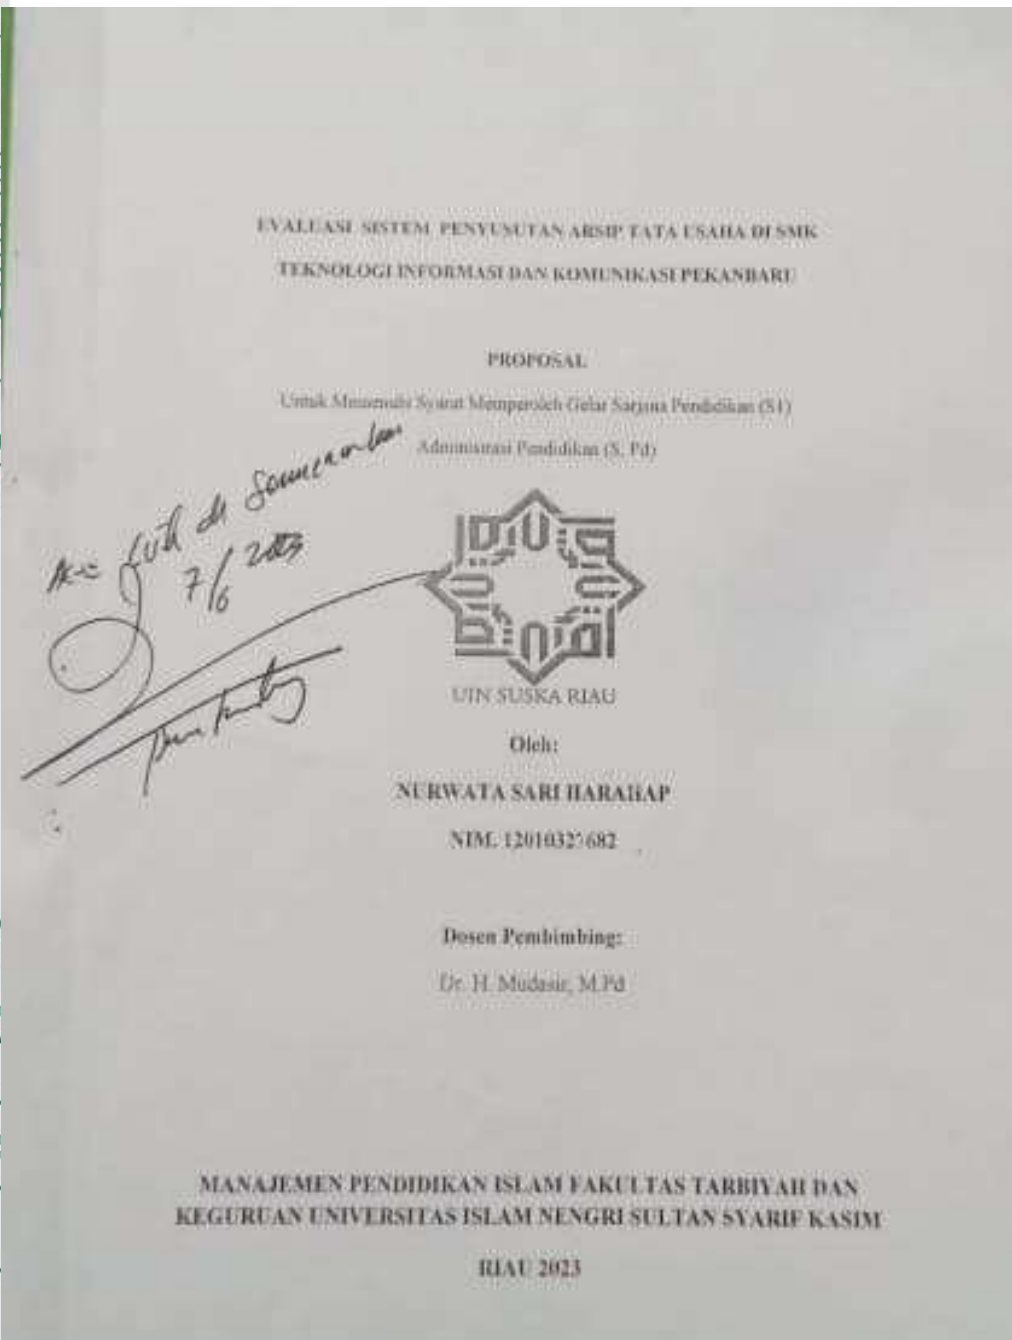 EVALUASI SISTEM PENYUSUTAN ARSIP TATA USAHA DI SMK
TEKNOLOGI INFORMASI DAN KOMUNIKASI PEKANBARU
PROPOSAL
Untuk Memenuhi Syarat Memperoleh Gelar Sarjana Pendidikan (S1)
Administrasi Pendidikan (S. Pd)
7/6 2023
UIN SUSKA RIAU
Oleh:
NURWATA SARI HARAHAP
NIM.
Dosen Pembimbing:
Dr. H. Mudasir, M.Pd
MANAJEMEN PENDIDIKAN ISLAM FAKULTAS TARBIYAH DAN
KEGURUAN UNIVERSITAS ISLAM NENGRI SULTAN SYARIF KASIM
RIAU 2023